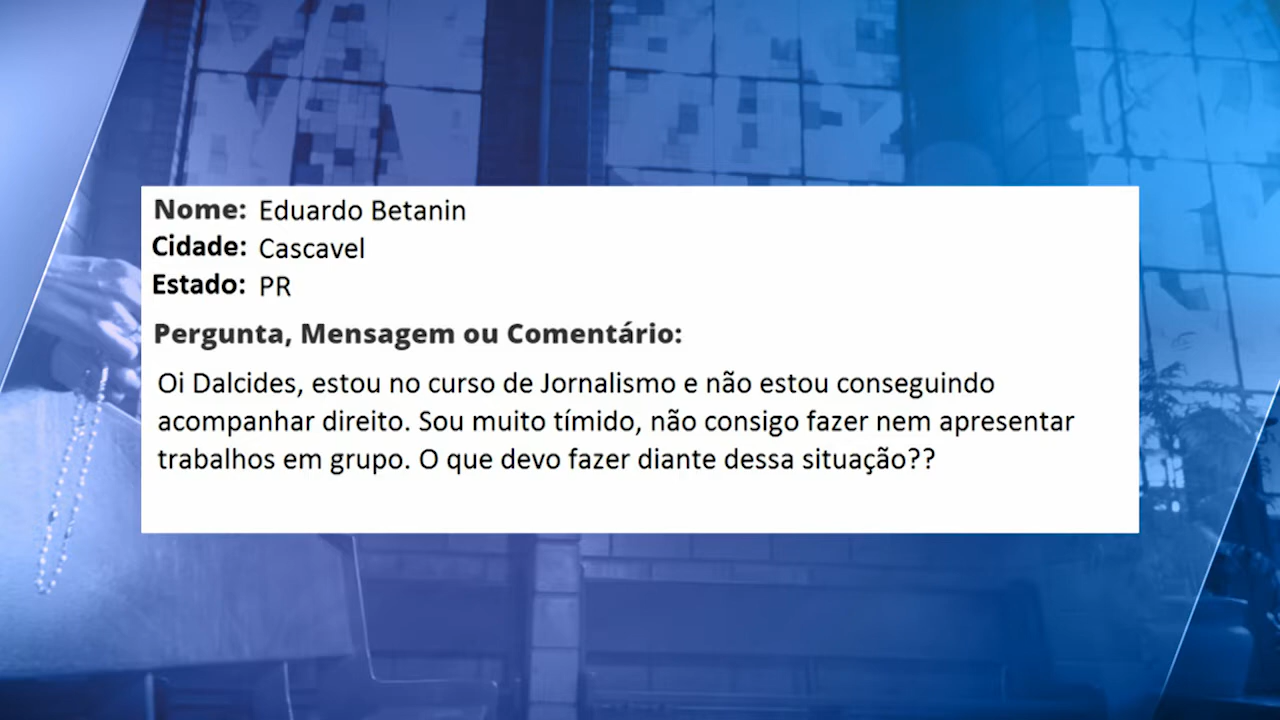 Nome: Eduardo Betanin
Cidade: Cascavel
Estado: PR
Pergunta, Mensagem ou Comentário:
Oi Dalcides, estou no curso de Jornalismo e não estou conseguindo
acompanhar direito. Sou muito tímido, não consigo fazer nem apresentar
trabalhos em grupo. O que devo fazer diante dessa situação??